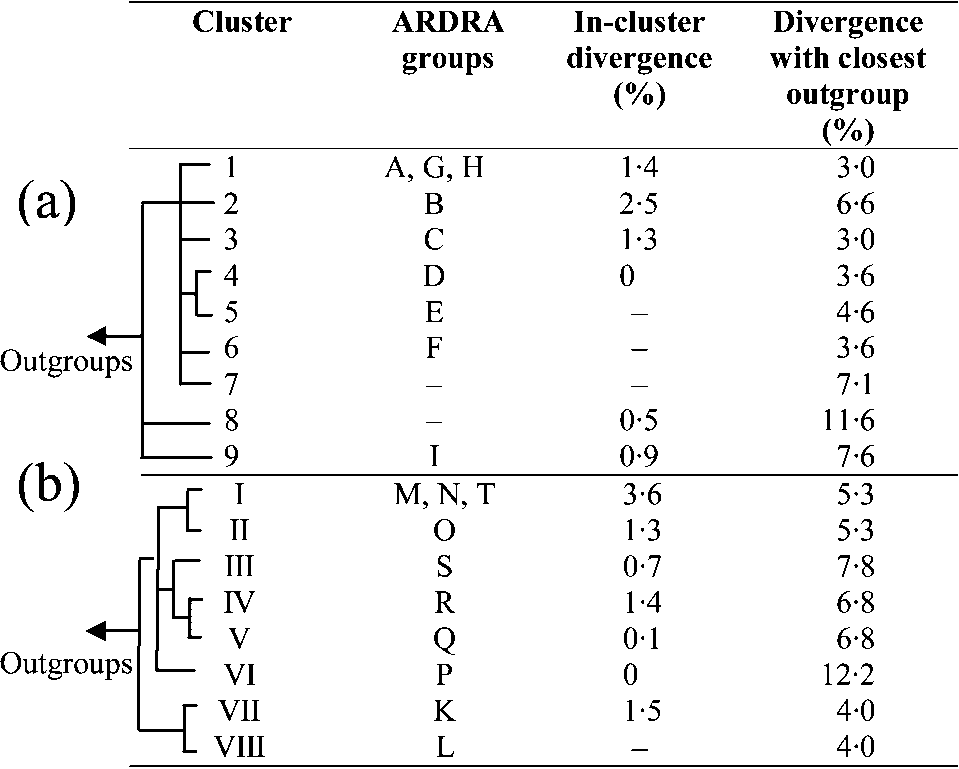 Cluster ARDRA groups In-cluster divergence (%) Divergence with closest outgroup (%)
(a)
1 A, G, H 1·4 3·0
2 B 2·5 6·6
3 C 1·3 3·0
4 D 0 3·6
5 E – 4·6
Outgroups
6 F – 3·6
7 – – 7·1
8 – 0·5 11·6
9 I 0·9 7·6
(b)
I M, N, T 3·6 5·3
II O 1·3 5·3
III S 0·7 7·8
IV R 1·4 6·8
V Q 0·1 6·8
Outgroups
VI P 0 12·2
VII K 1·5 4·0
VIII L – 4·0